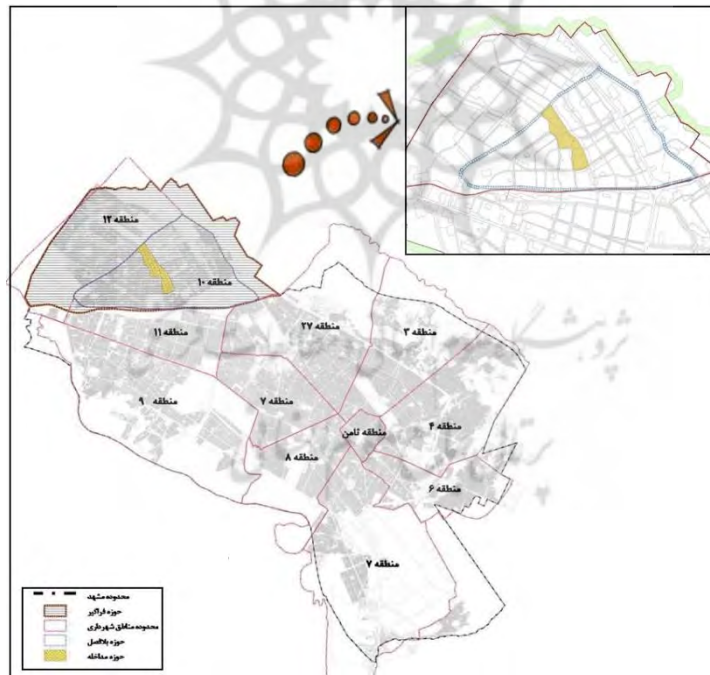 منطقه ۱۲
منطقه ۱۰
منطقه ۱۱
منطقه ۲۷
منطقه ۳
منطقه ۹
منطقه ۷
منطقه ثامن
منطقه ۴
منطقه ۸
منطقه ۶
منطقه ۷
محدوده مشهد
حوزه فراگیر
محدوده مناطق شهرداری
حوزه بلافصل
حوزه مداخله